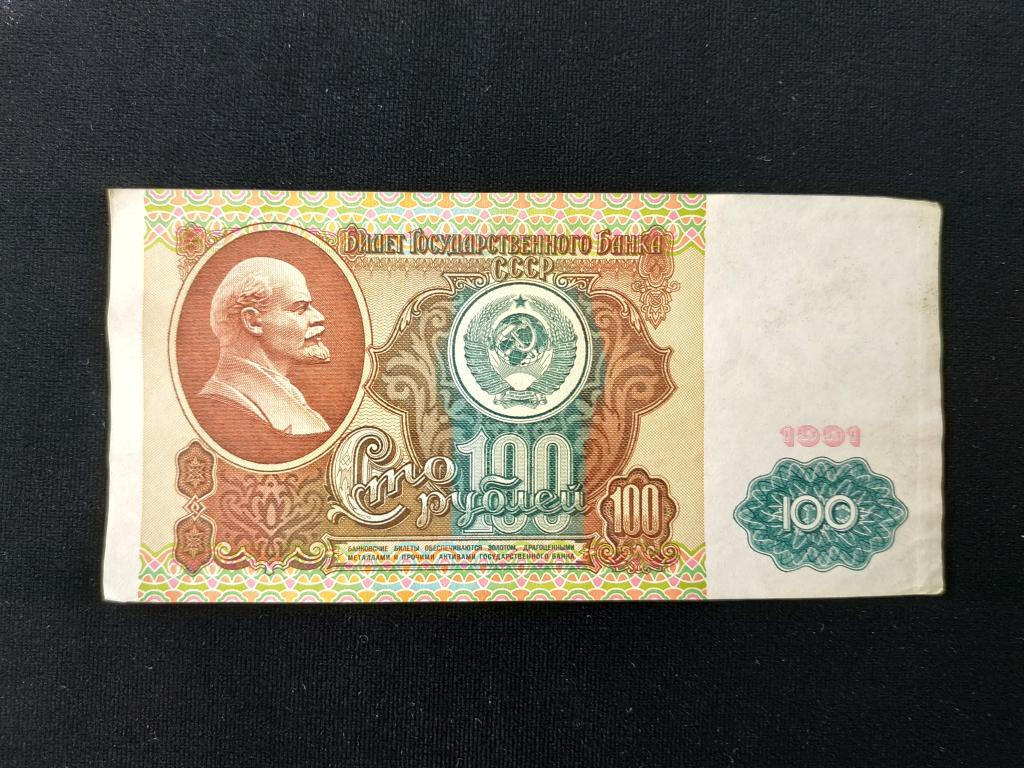 Билет Государственного Банка
СССР
100
Сто
рублей
100
БАНКОВСКИЕ БИЛЕТЫ ОБЕСПЕЧИВАЮТСЯ ЗОЛОТОМ, ДРАГОЦЕННЫМИ
МЕТАЛЛАМИ И ПРОЧИМИ АКТИВАМИ ГОСУДАРСТВЕННОГО БАНКА
1991
100